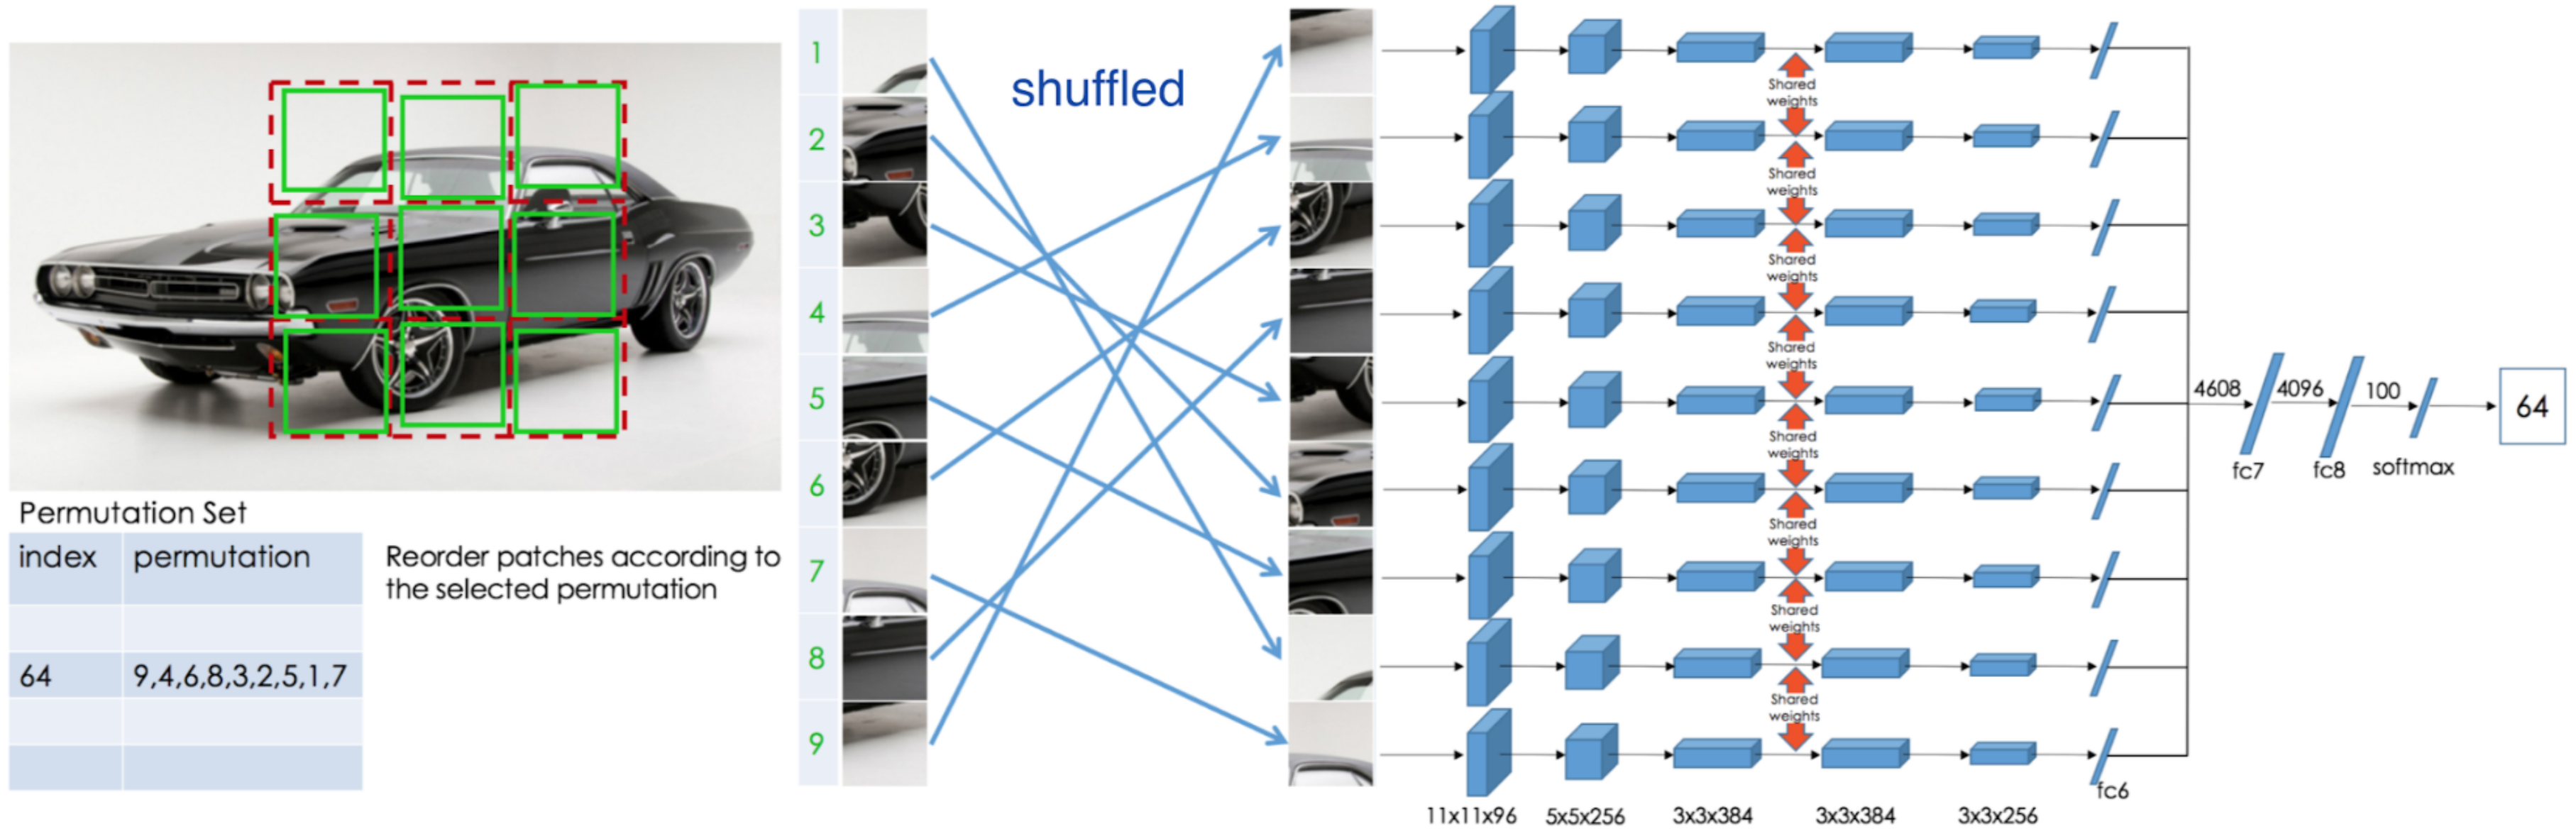 Permutation Set
index permutation
64 9,4,6,8,3,2,5,1,7
Reorder patches according to
the selected permutation
1
2
3
4
5
6
7
8
9
shuffled
Shared
weights
Shared
weights
Shared
weights
Shared
weights
Shared
weights
Shared
weights
Shared
weights
Shared
weights
11x11x96 5x5x256 3x3x384 3x3x384 3x3x256
fc6
4608 4096 100
64
fc7 fc8 softmax